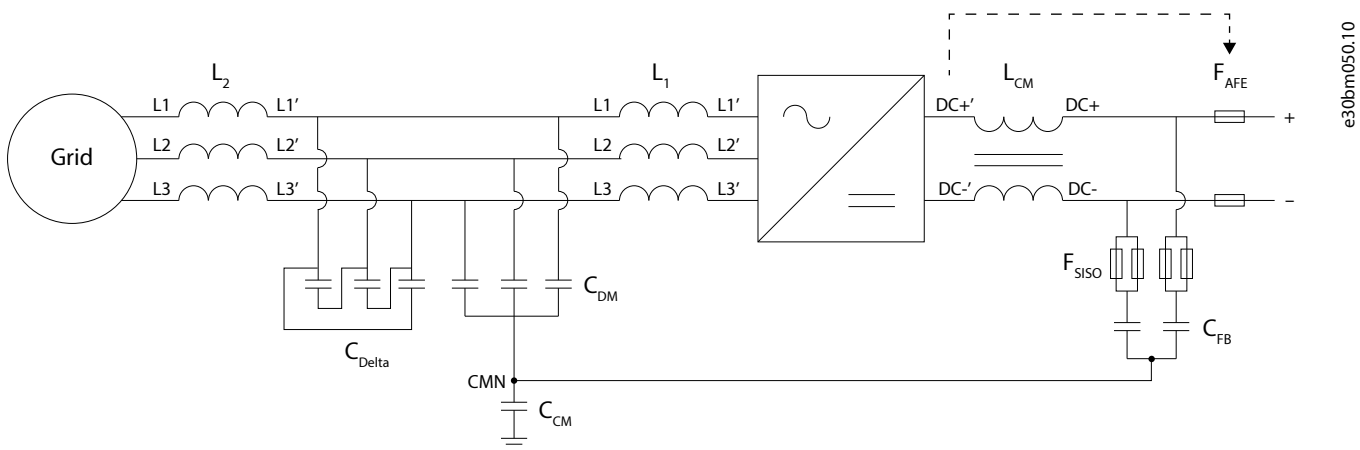 e30bm050.10
L2 L1 LCM FAFE
L1 L1′ L1 L1′ DC+′ DC+ +
Grid L2 L2′ L2 L2′
L3 L3′ L3 L3′ DC-′ DC- –
FSISO
CDM
CFB
CDelta
CMN
CCM